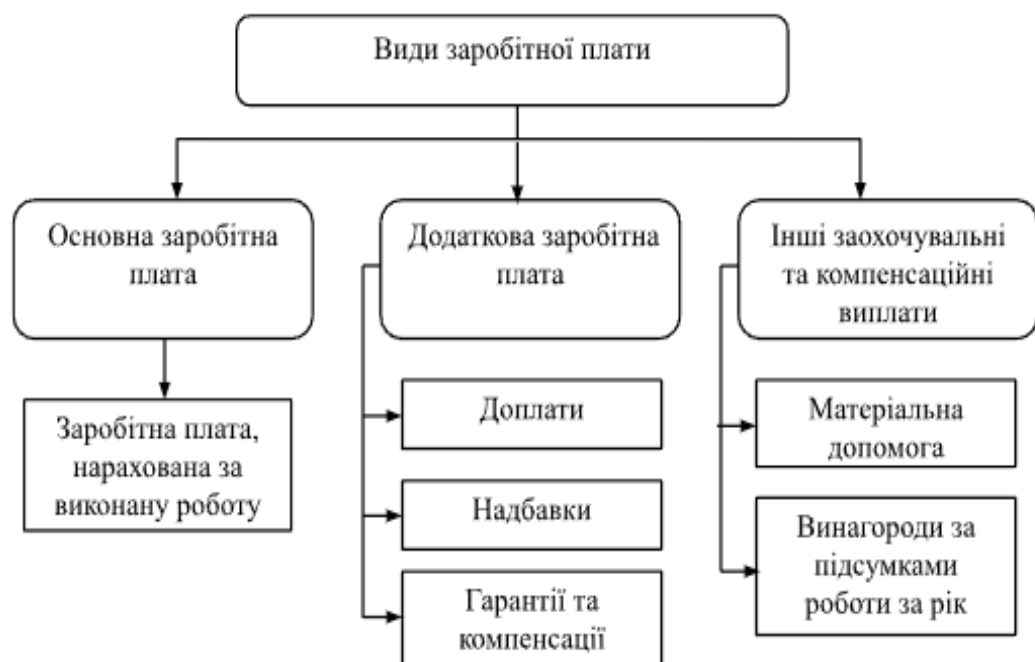 Види заробітної плати
Основна заробітна
плата
Додаткова заробітна
плата
Інші заохочувальні
та компенсаційні
виплати
Заробітна плата,
нарахована за
виконану роботу
Доплати
Надбавки
Гарантії та
компенсації
Матеріальна
допомога
Винагороди за
підсумками
роботи за рік